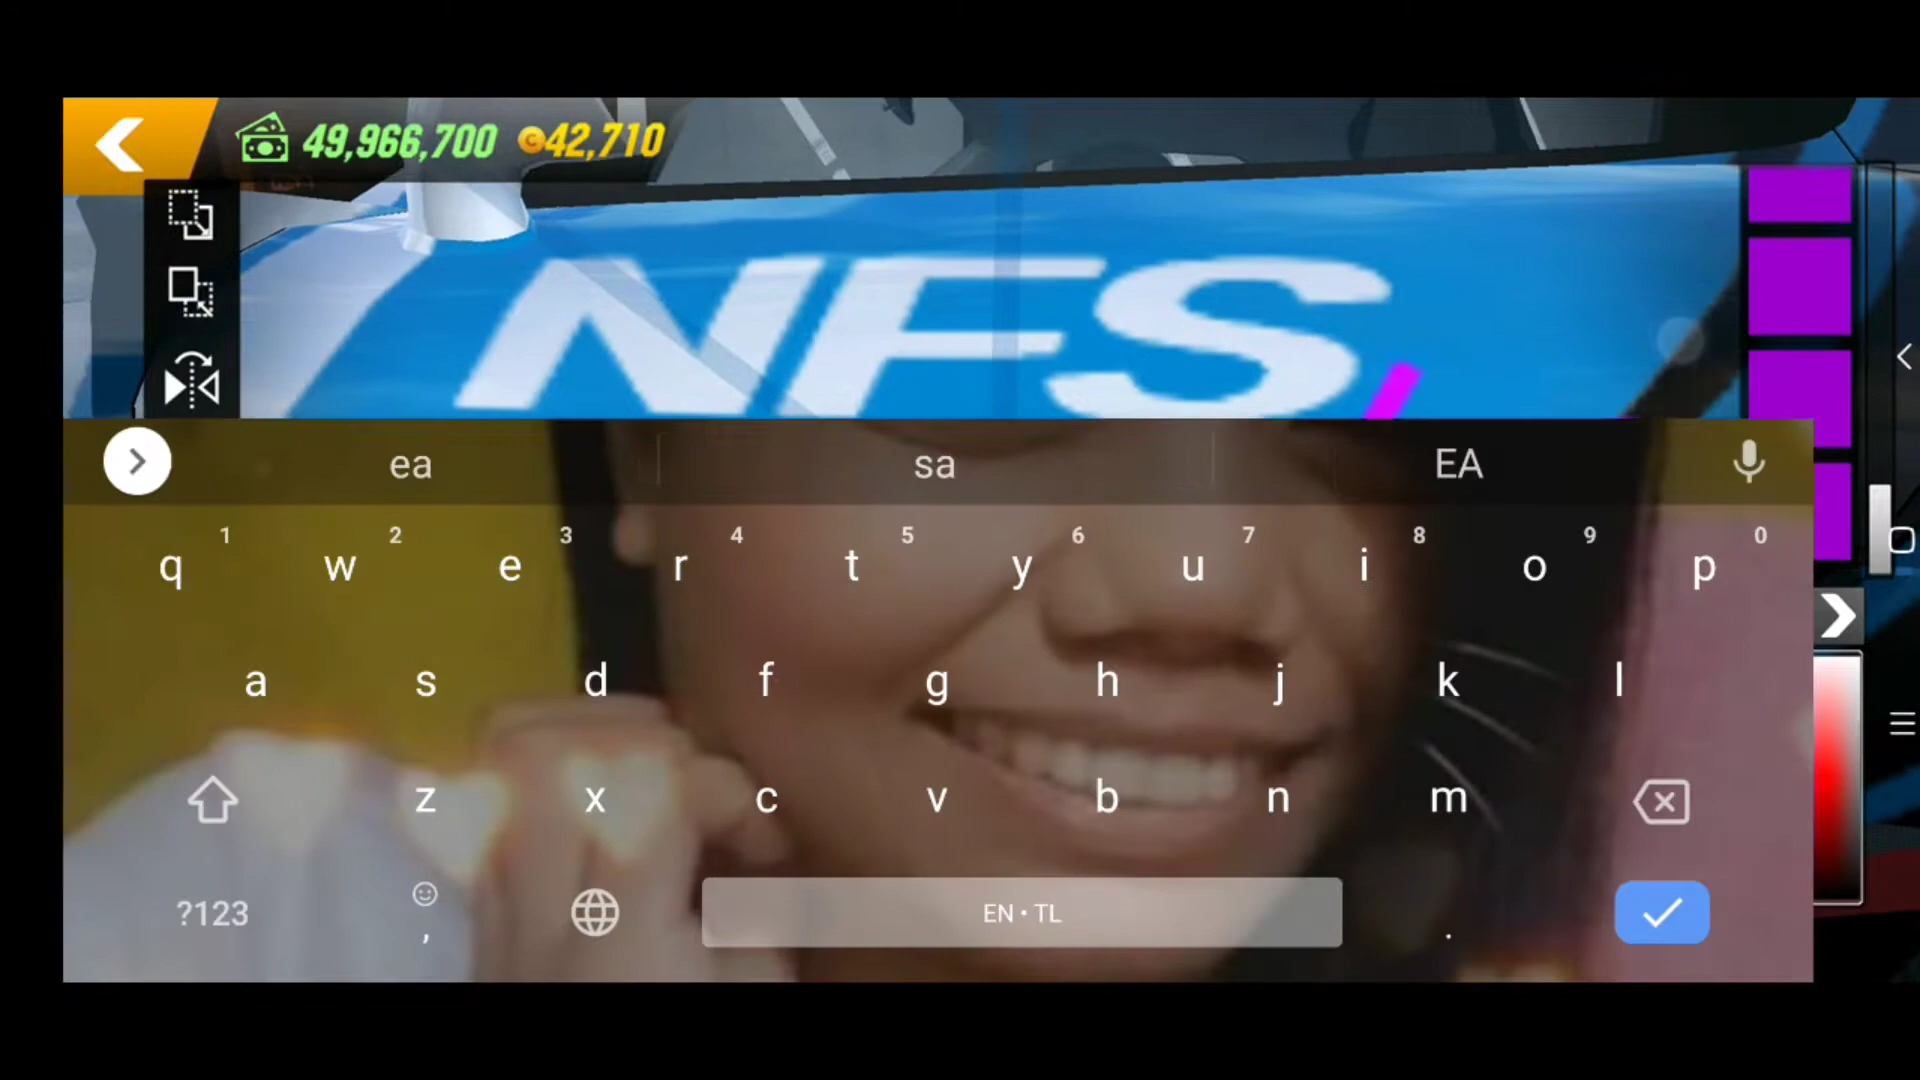 49,966,700 42,710
NFS
ea sa EA
1 2 3 4 5 6 7 8 9 0
q w e r t y u i o p
a s d f g h j k l
z x c v b n m
?123 , EN • TL .